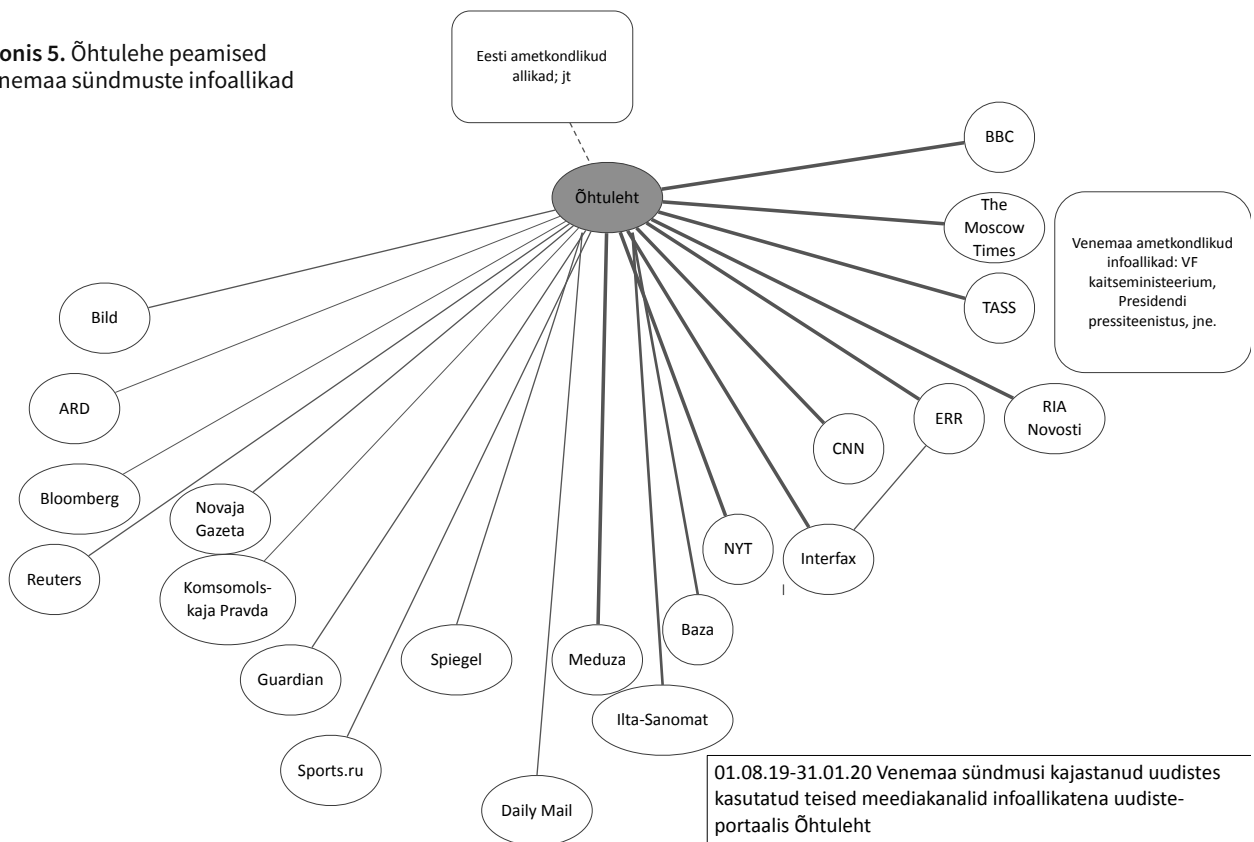 onis 5. Õhtulehe peamised
nemaa sündmuste infoallikad
Eesti ametkondlikud
allikad; jt
BBC
Õhtuleht
The
Moscow
Times
Venemaa ametkondlikud
infoallikad: VF
kaitseministeerium,
Presidendi
pressiteenistus, jne.
TASS
Bild
ARD
ERR
RIA
Novosti
CNN
Bloomberg
Novaja
Gazeta
NYT
Interfax
Reuters
Komsomols-
kaja Pravda
Baza
Guardian
Spiegel
Meduza
Ilta-Sanomat
Sports.ru
Daily Mail
01.08.19-31.01.20 Venemaa sündmusi kajastanud uudistes
kasutatud teised meediakanalid infoallikatena uudiste-
portaalis Õhtuleht